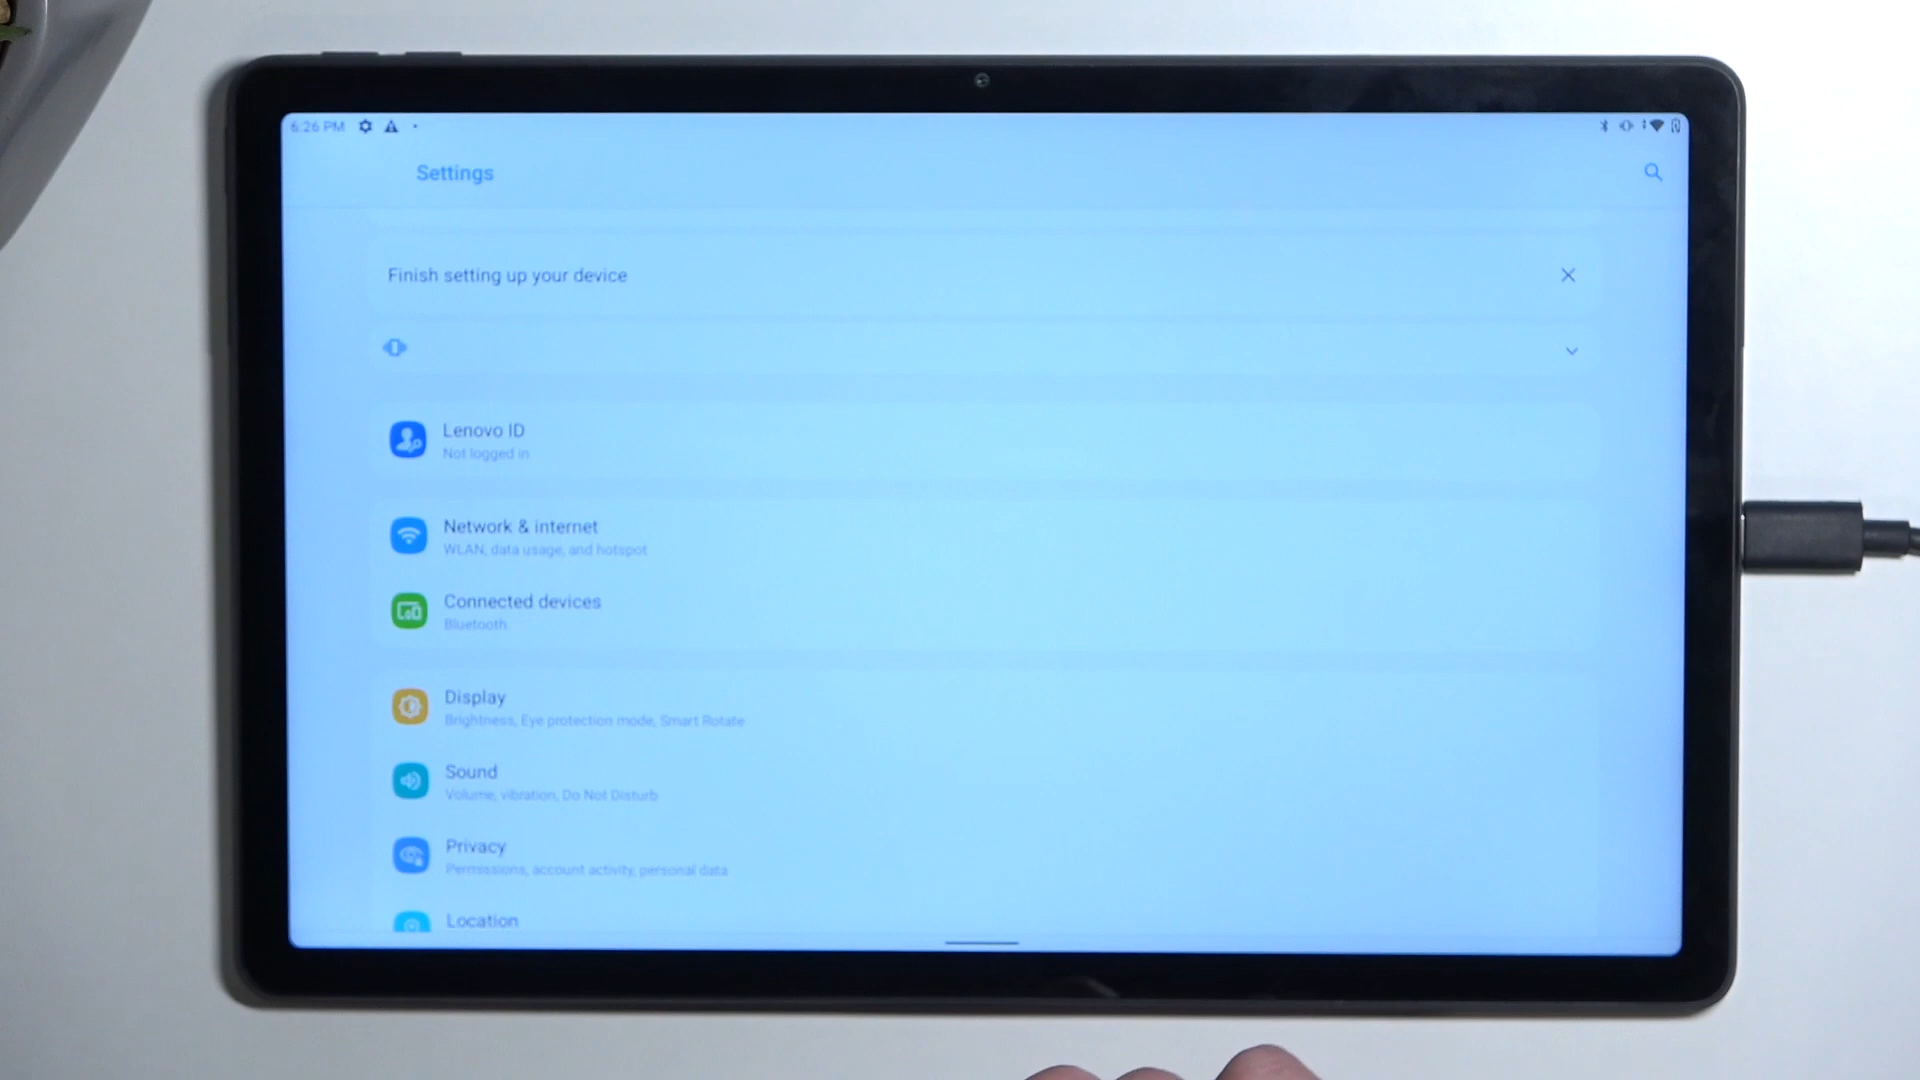 6:26 PM
Settings
Finish setting up your device
Lenovo ID
Not logged in
Network & internet
WLAN, data usage, and hotspot
Connected devices
Bluetooth
Display
Brightness, Eye protection mode, Smart Rotate
Sound
Volume, vibration, Do Not Disturb
Privacy
Permissions, account activity, personal data
Location